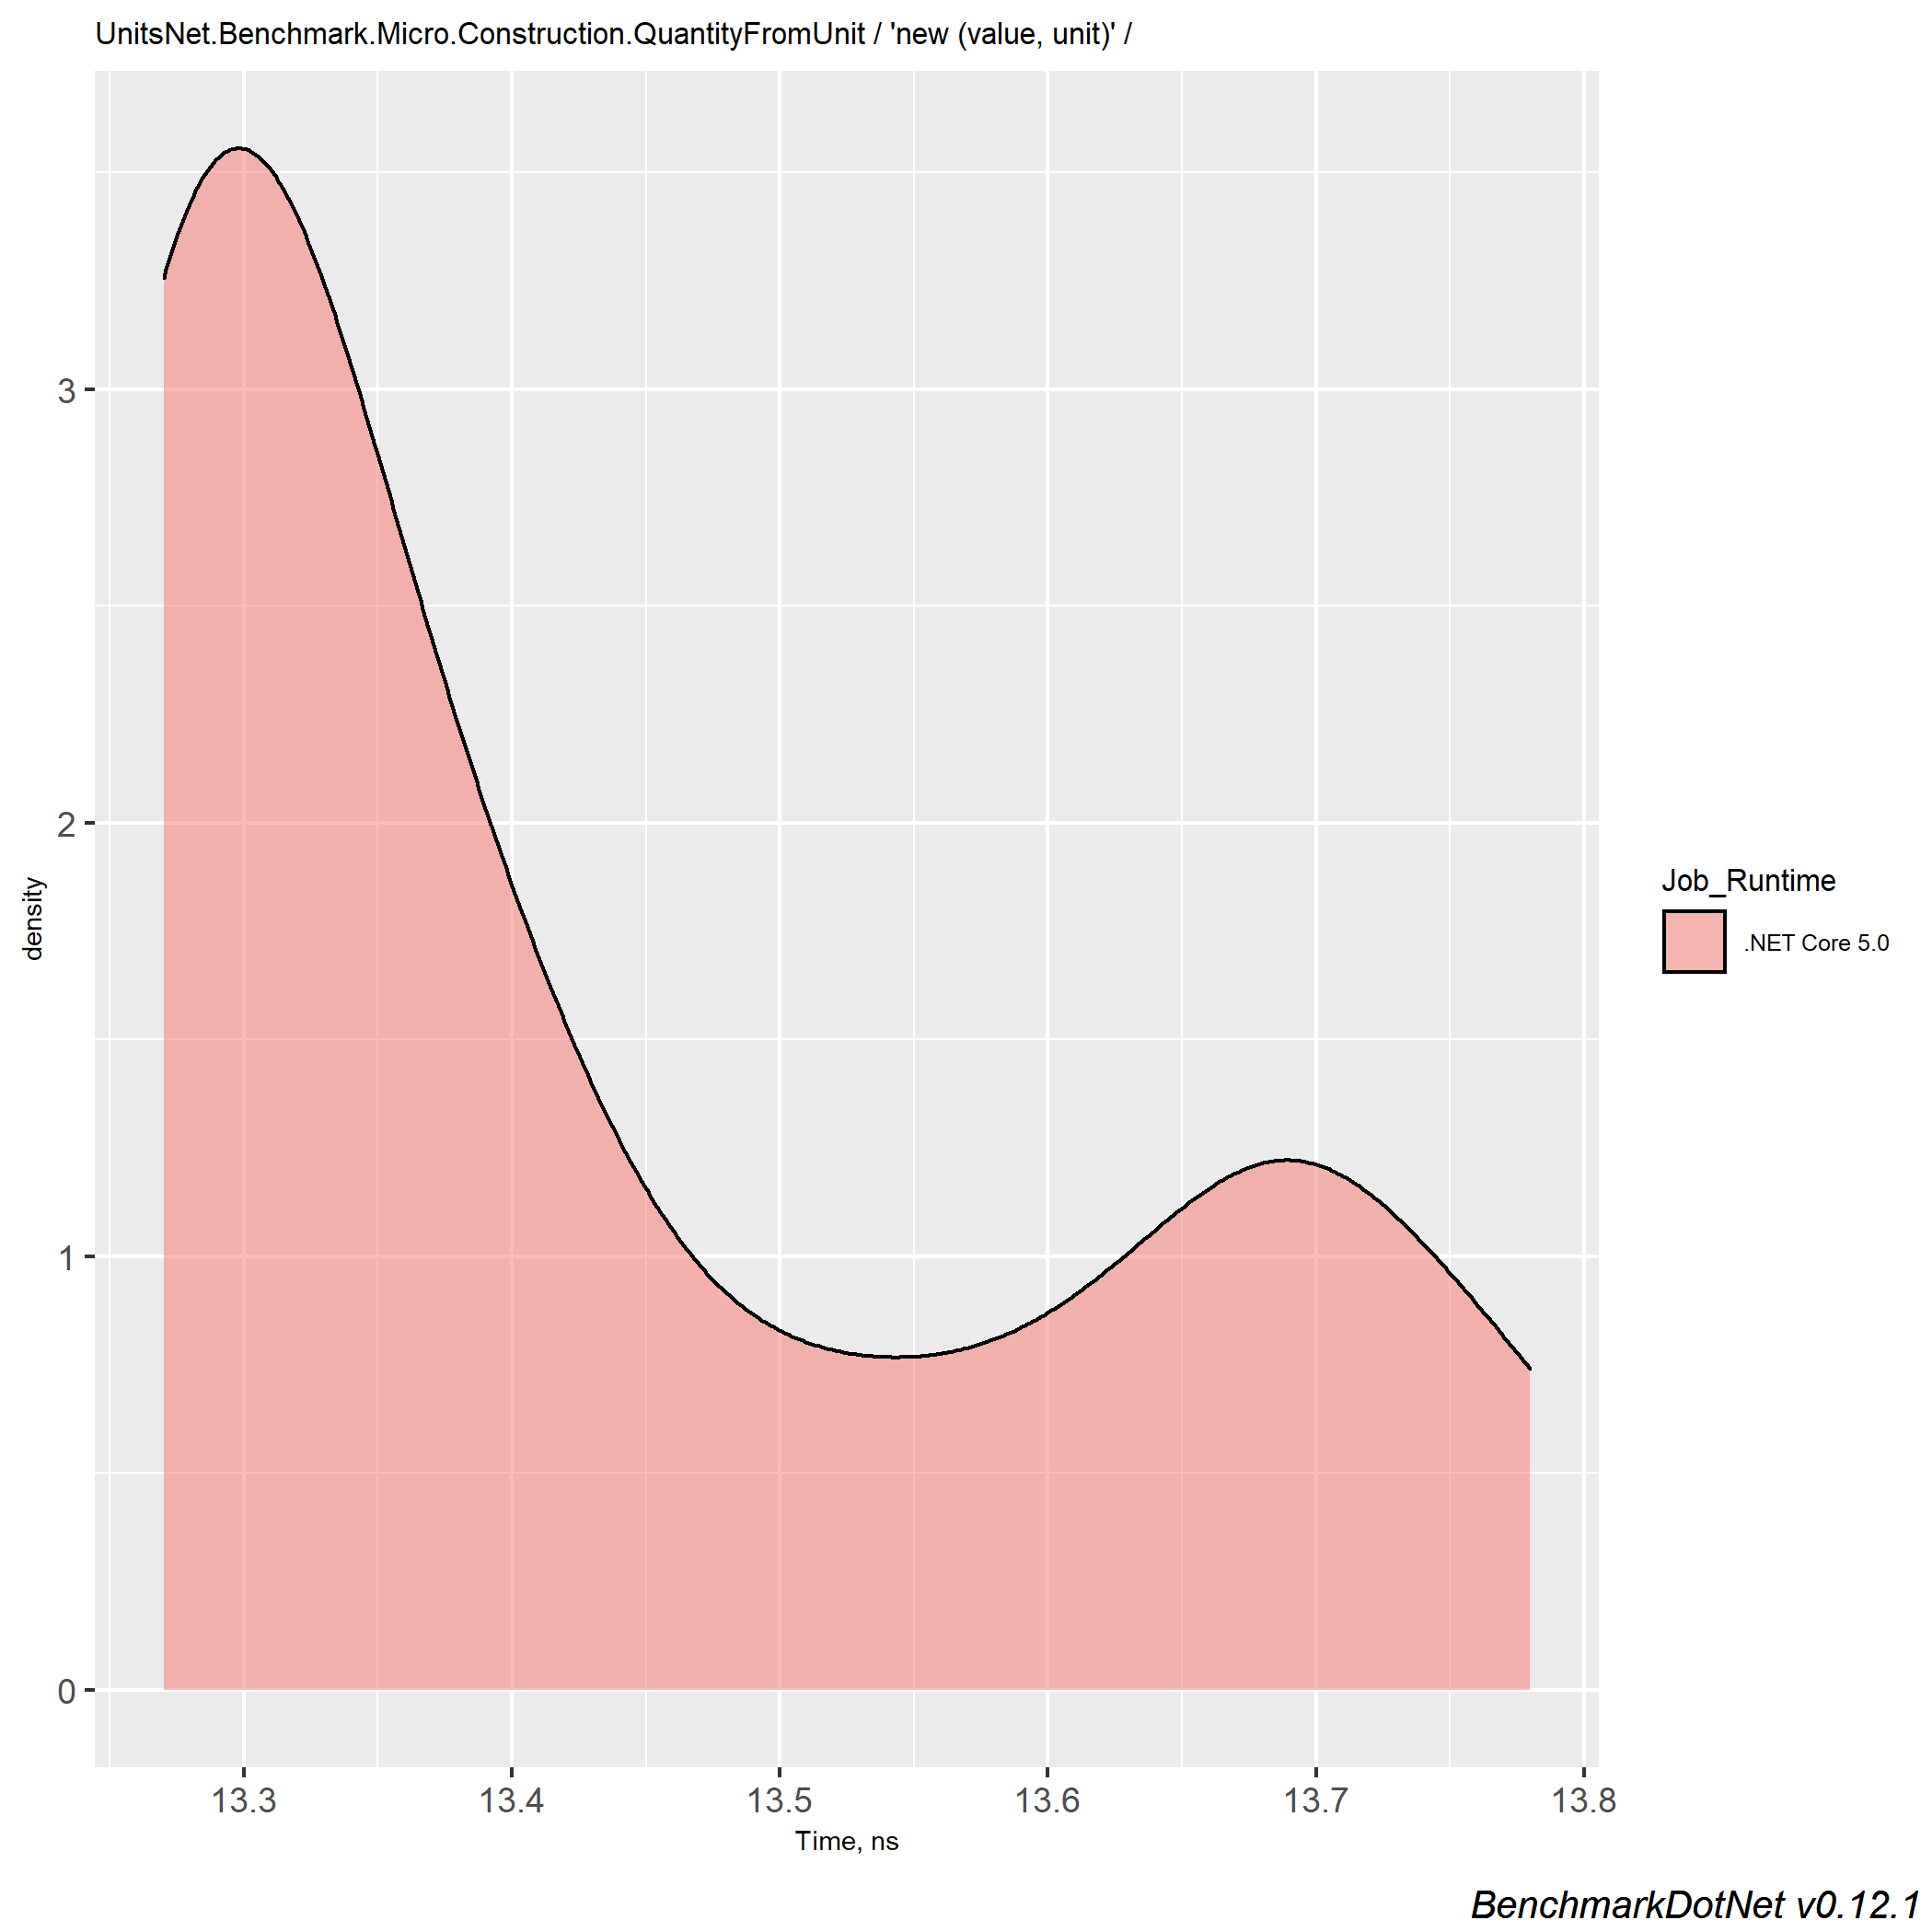 UnitsNet.Benchmark.Micro.Construction.QuantityFromUnit / 'new (value, unit)' /
3
2
1
0
density
13.3 13.4 13.5 13.6 13.7 13.8
Time, ns
Job_Runtime
.NET Core 5.0
BenchmarkDotNet v0.12.1